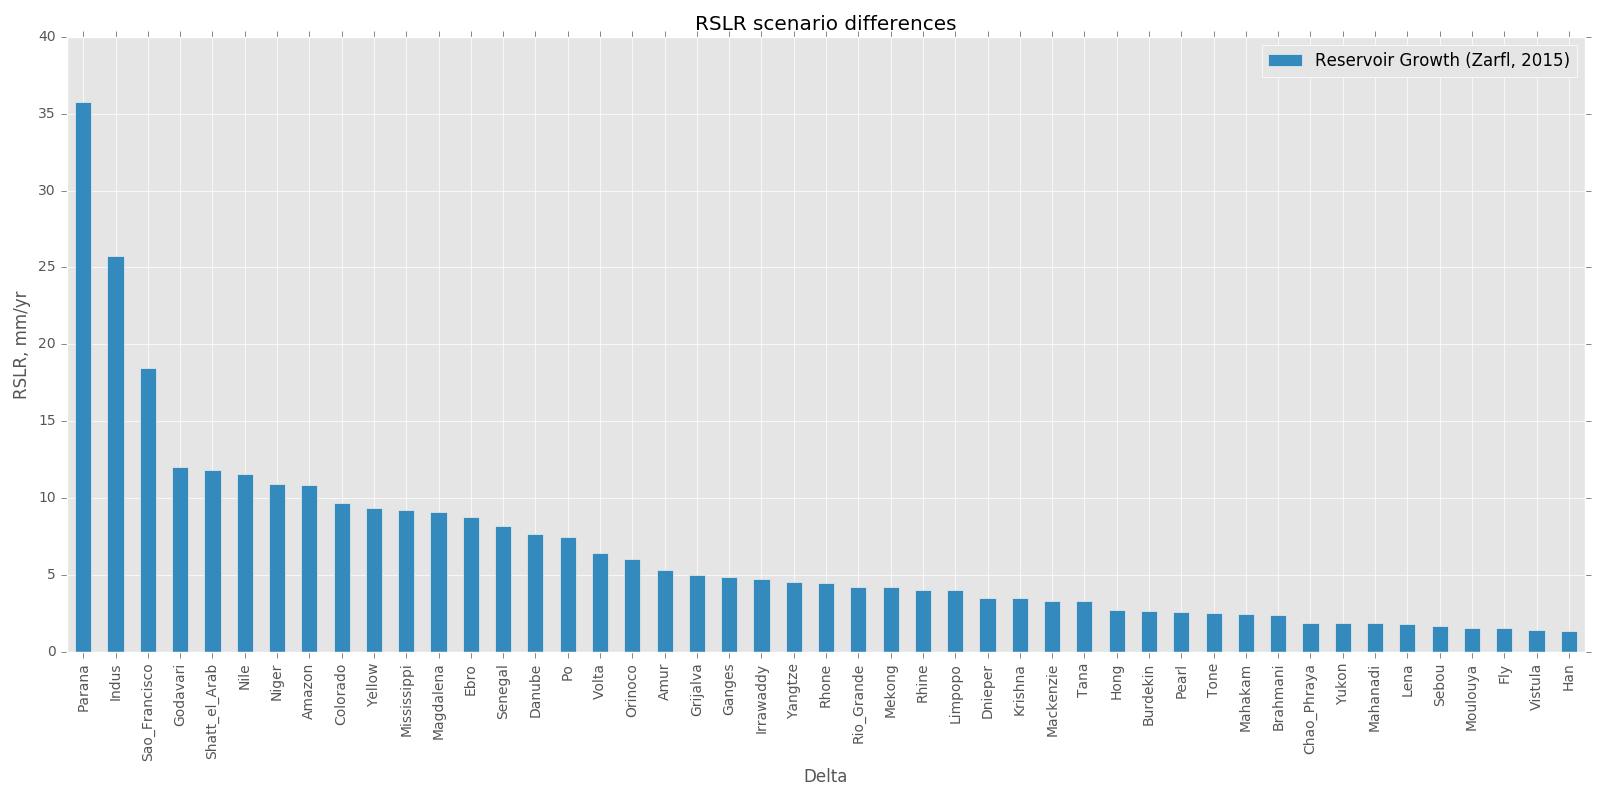 RSLR scenario differences
Reservoir Growth (Zarfl, 2015)
RSLR, mm/yr
40
35
30
25
20
15
10
5
0
Parana
Indus
Sao_Francisco
Godavari
Shatt_el_Arab
Nile
Niger
Amazon
Colorado
Yellow
Mississippi
Magdalena
Ebro
Senegal
Danube
Po
Volta
Orinoco
Amur
Grijalva
Ganges
Irrawaddy
Yangtze
Rhone
Rio_Grande
Mekong
Rhine
Limpopo
Dnieper
Krishna
Mackenzie
Tana
Hong
Burdekin
Pearl
Tone
Mahakam
Brahmani
Chao_Phraya
Yukon
Mahanadi
Lena
Sebou
Moulouya
Fly
Vistula
Han
Delta